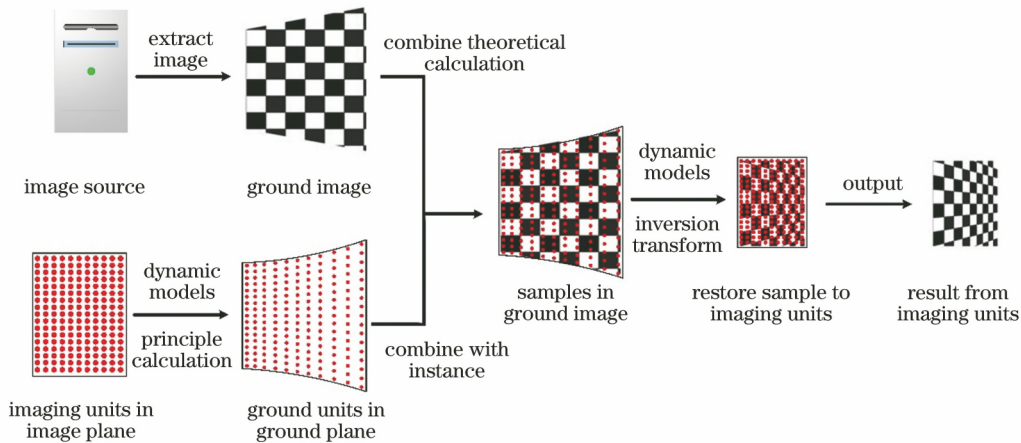 extract
image
combine theoretical
calculation
image source
ground image
dynamic
models
inversion
transform
output
samples in
ground image
restore sample to
imaging units
result from
imaging units
dynamic
models
principle
calculation
combine with
instance
imaging units in
image plane
ground units in
ground plane